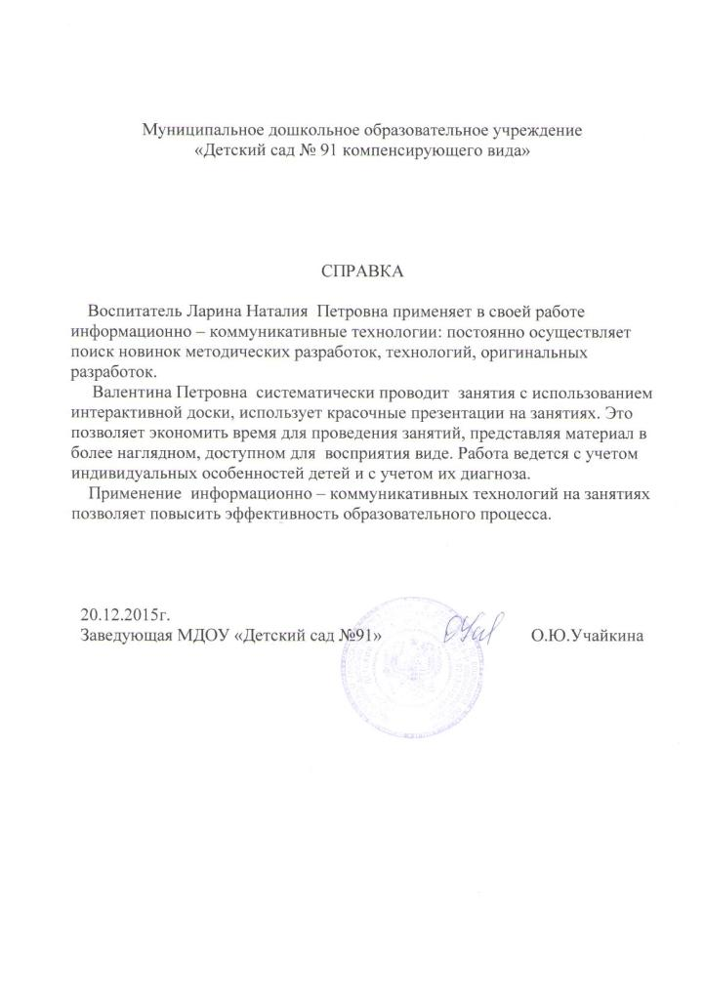 Муниципальное дошкольное образовательное учреждение
«Детский сад № 91 компенсирующего вида»
СПРАВКА
Воспитатель Ларина Наталия Петровна применяет в своей работе
информационно – коммуникативные технологии: постоянно осуществляет
поиск новинок методических разработок, технологий, оригинальных
разработок.
Валентина Петровна систематически проводит занятия с использованием
интерактивной доски, использует красочные презентации на занятиях. Это
позволяет экономить время для проведения занятий, представляя материал в
более наглядном, доступном для восприятия виде. Работа ведется с учетом
индивидуальных особенностей детей и с учетом их диагноза.
Применение информационно – коммуникативных технологий на занятиях
позволяет повысить эффективность образовательного процесса.
20.12.2015г.
Заведующая МДОУ «Детский сад №91» О.Ю.Учайкина